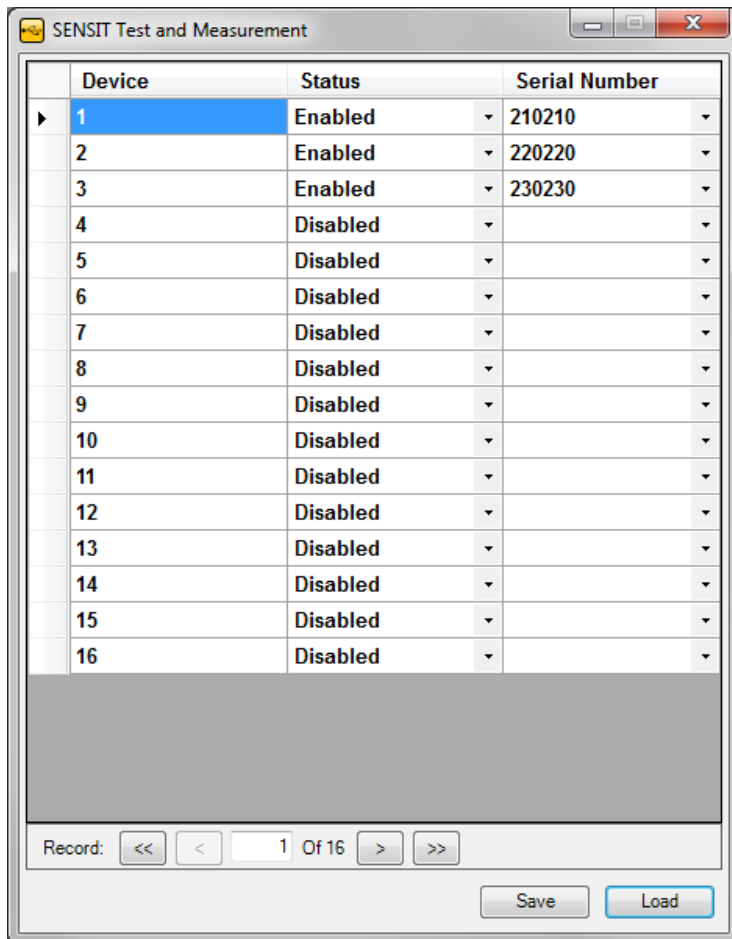 SENSIT Test and Measurement
Device Status Serial Number
1 Enabled 210210
2 Enabled 220220
3 Enabled 230230
4 Disabled
5 Disabled
6 Disabled
7 Disabled
8 Disabled
9 Disabled
10 Disabled
11 Disabled
12 Disabled
13 Disabled
14 Disabled
15 Disabled
16 Disabled
Record: << < 1 Of 16 > >>
Save Load